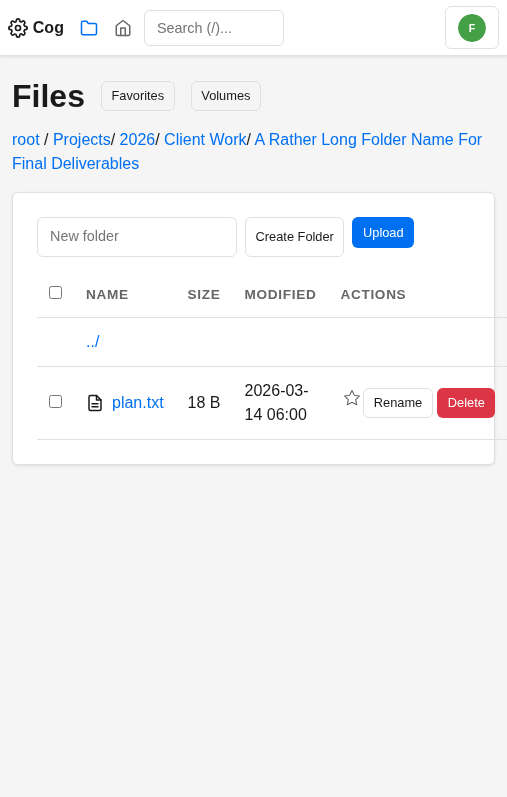 Cog
Search (/)...
F
Files
Favorites
Volumes
root / Projects/ 2026/ Client Work/ A Rather Long Folder Name For
Final Deliverables
New folder
Create Folder
Upload
NAME SIZE MODIFIED ACTIONS
../
plan.txt 18 B 2026-03-
14 06:00
Rename
Delete